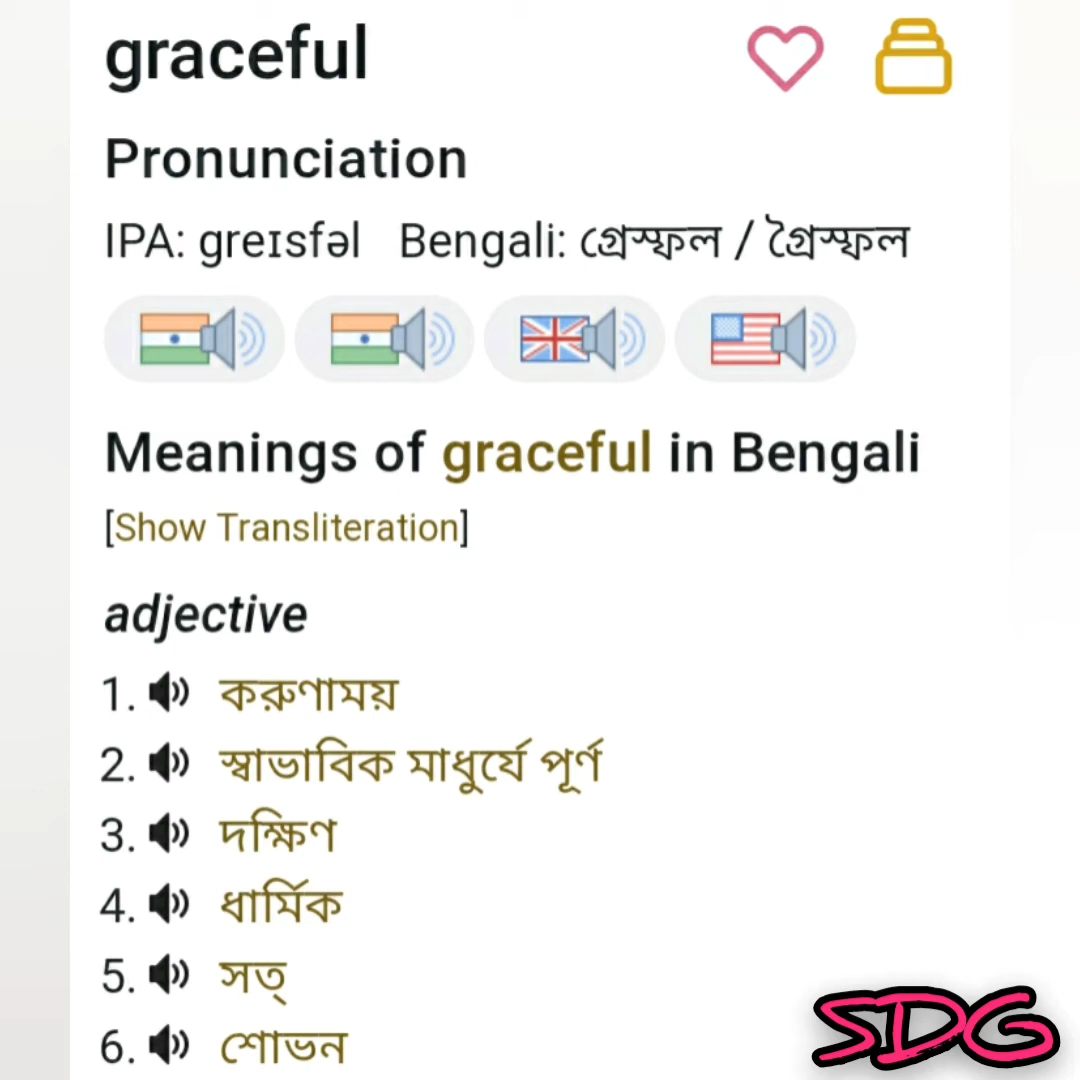 graceful
Pronunciation
IPA: greɪsfəl Bengali: গ্রেস্ফল / গ্রৈস্ফল
Meanings of graceful in Bengali
[Show Transliteration]
adjective
1. করুণাময়
2. স্বাভাবিক মাধুর্যে পূর্ণ
3. দক্ষিণ
4. ধার্মিক
5. সত্
6. শোভন
SDG